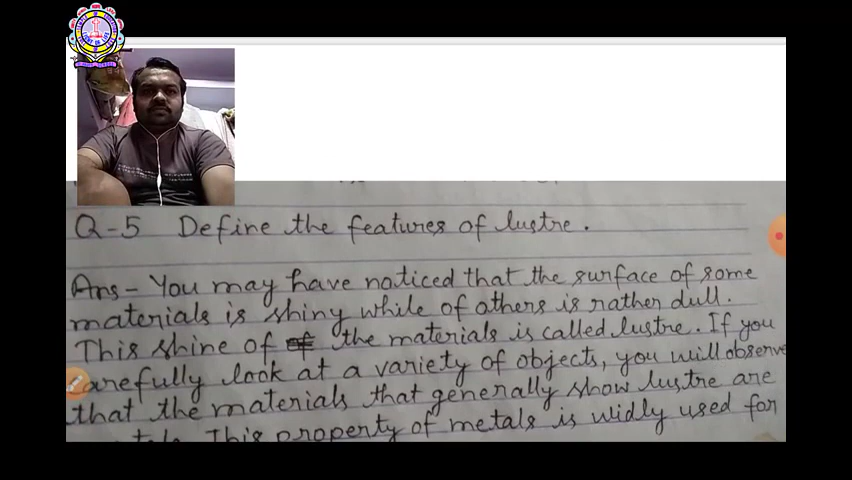 Q-5 Define the features of lustre.
Ans - You may have noticed that the surface of some
materials is shiny while of others is rather dull.
This shine of the materials is called lustre. If you
carefully look at a variety of objects, you will observe
that the materials that generally show lustre are
This property of metals is widly used for